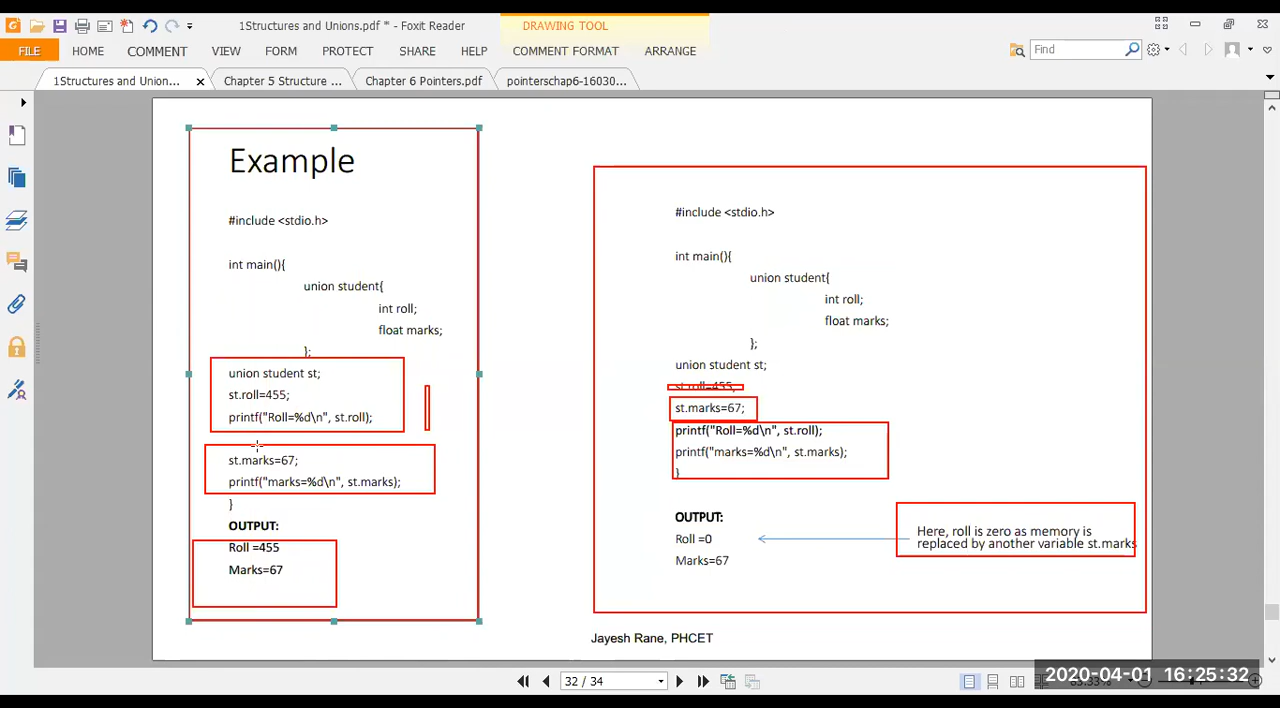 1Structures and Unions.pdf * - Foxit Reader
DRAWING TOOL
FILE HOME COMMENT VIEW FORM PROTECT SHARE HELP COMMENT FORMAT ARRANGE
Find
1Structures and Union... Chapter 5 Structure ... Chapter 6 Pointers.pdf pointerschap6-16030...
Example
#include <stdio.h>
int main(){
union student{
int roll;
float marks;
};
union student st;
st.roll=455;
printf("Roll=%d\n", st.roll);
st.marks=67;
printf("marks=%d\n", st.marks);
}
OUTPUT:
Roll =455
Marks=67
#include <stdio.h>
int main(){
union student{
int roll;
float marks;
};
union student st;
st.roll=455;
st.marks=67;
printf("Roll=%d\n", st.roll);
printf("marks=%d\n", st.marks);
}
OUTPUT:
Roll =0
Marks=67
Here, roll is zero as memory is
replaced by another variable st.marks
Jayesh Rane, PHCET
32 / 34
2020-04-01 16:25:32